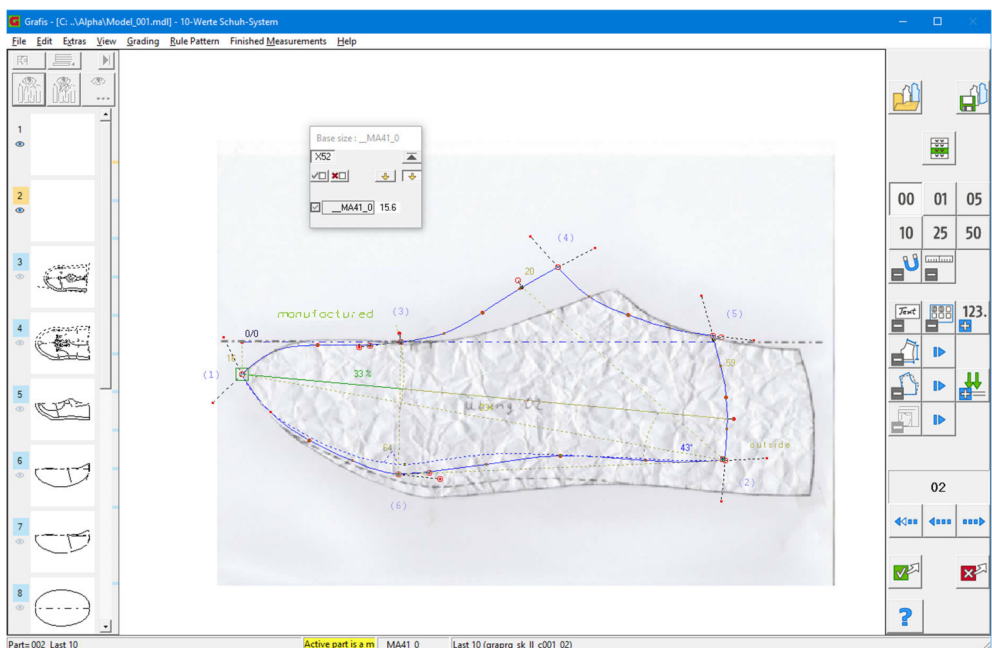 Grafis - [C: ..\Alpha\Model_001.mdl] - 10-Werte Schuh-System
File Edit Extras View Grading Rule Pattern Finished Measurements Help
1
2
3
4
5
6
7
8
Base size : __MA41_0
X52
__MA41_0 15.6
(4)
20
manufactured
(3)
(5)
0/0
(1)
33 %
59
64
43°
outside
(2)
(6)
00 01 05
10 25 50
Text
123.
02
?
Part= 002 Last 10
Active part is a m
MA41 0
Last 10 (graprg_sk_ll_c001_02)